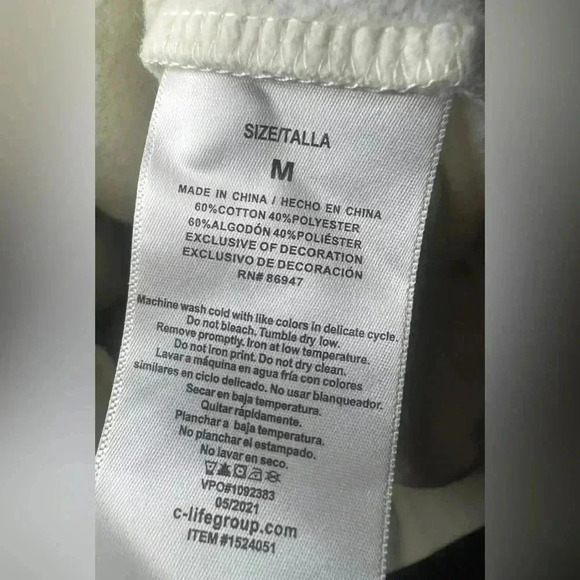 SIZE/TALLA
M
MADE IN CHINA / HECHO EN CHINA
60%COTTON 40%POLYESTER
60%ALGODÓN 40%POLIÉSTER
EXCLUSIVE OF DECORATION
EXCLUSIVO DE DECORACIÓN
RN# 86947
Machine wash cold with like colors in delicate cycle.
Do not bleach. Tumble dry low.
Remove promptly. Iron at low temperature.
Do not iron print. Do not dry clean.
Lavar a máquina en agua fría con colores
similares en ciclo delicado. No usar blanqueador.
Secar en baja temperatura.
Quitar rápidamente.
Planchar a baja temperatura.
No planchar el estampado.
No lavar en seco.
VPO#1092383
05/2021
c-lifegroup.com
ITEM #1524051